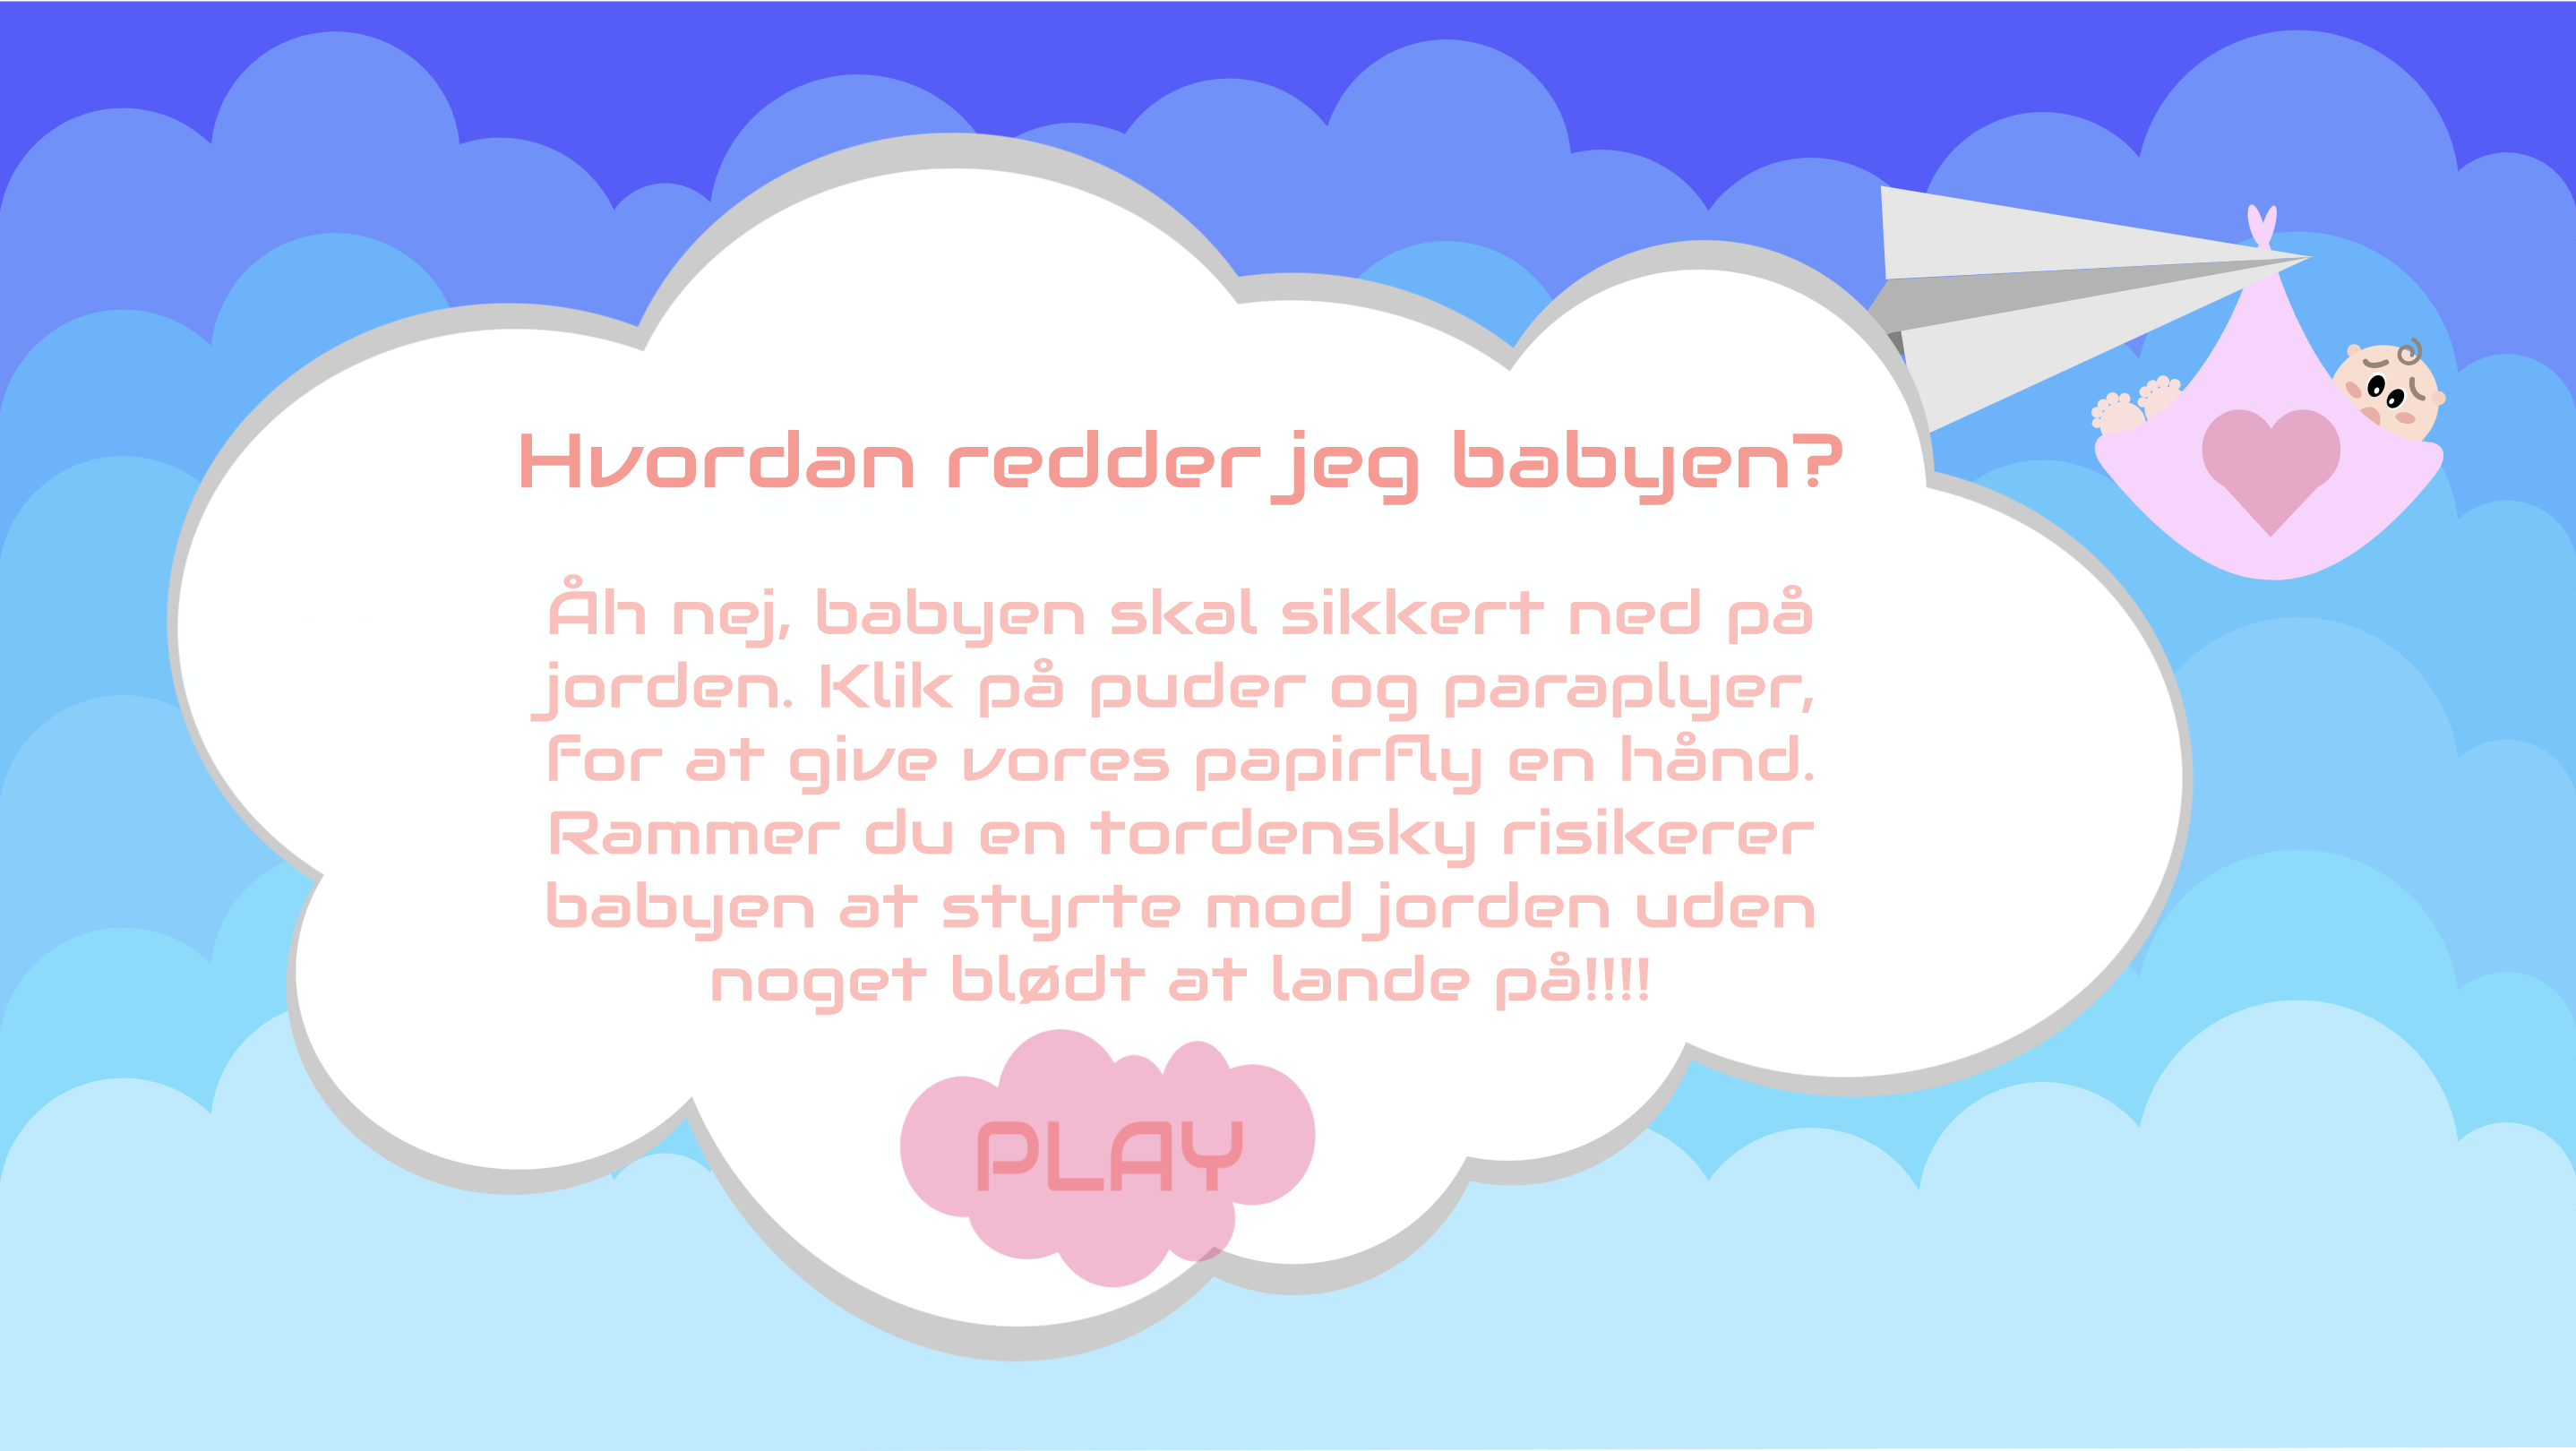 Hvordan redder jeg babyen?
Åh nej, babyen skal sikkert ned på
jorden. Klik på puder og paraplyer,
for at give vores papirfly en hånd.
Rammer du en tordensky risikerer
babyen at styrte mod jorden uden
noget blødt at lande på!!!!
PLAY